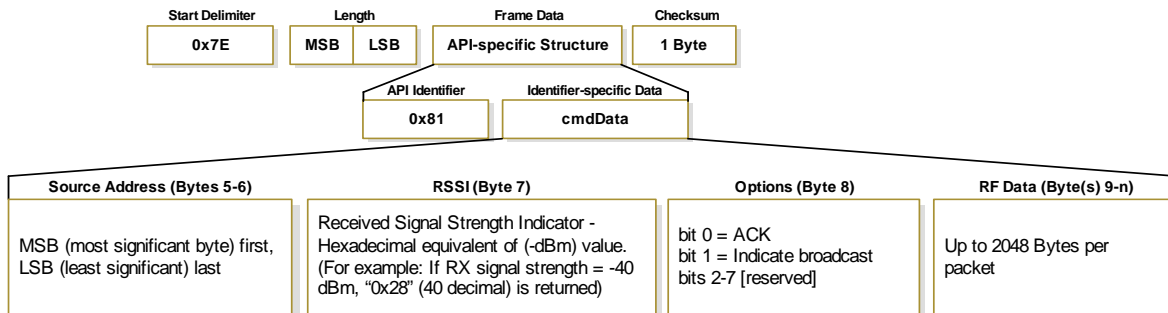 Start Delimiter
Length
Frame Data
Checksum
0x7E
MSB
LSB
API-specific Structure
1 Byte
API Identifier
Identifier-specific Data
0x81
cmdData
Source Address (Bytes 5-6)
MSB (most significant byte) first,
LSB (least significant) last
RSSI (Byte 7)
Received Signal Strength Indicator -
Hexadecimal equivalent of (-dBm) value.
(For example: If RX signal strength = -40
dBm, “0x28” (40 decimal) is returned)
Options (Byte 8)
bit 0 = ACK
bit 1 = Indicate broadcast
bits 2-7 [reserved]
RF Data (Byte(s) 9-n)
Up to 2048 Bytes per
packet